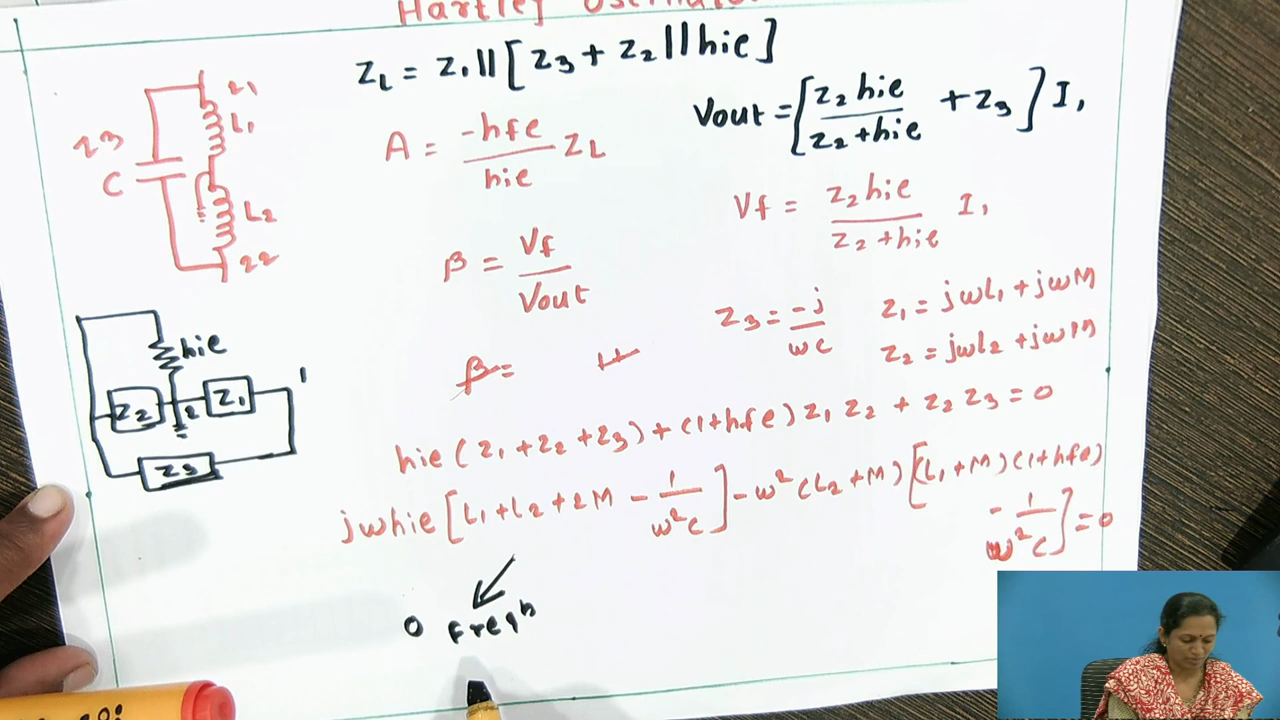 Hartley Oscillator
Z3
C
Z1
L1
L2
Z2
ZL = Z1 || [Z3 + Z2 || hie]
A = -hfe / hie ZL
Vout = [Z2 hie / Z2 + hie + Z3] I1
Vf = Z2 hie / Z2 + hie I1
β = Vf / Vout
Z3 = -j / ωC
Z1 = jωL1 + jωM
Z2 = jωL2 + jωM
β =
hie
Z2
2
Z1
1
Z3
hie (Z1 + Z2 + Z3) + (1 + hfe) Z1 Z2 + Z2 Z3 = 0
jωhie [L1 + L2 + 2M - 1 / ω²C] - ω² (L2 + M) [(L1 + M) (1 + hfe)
- 1 / ω²C] = 0
0 freqⁿ